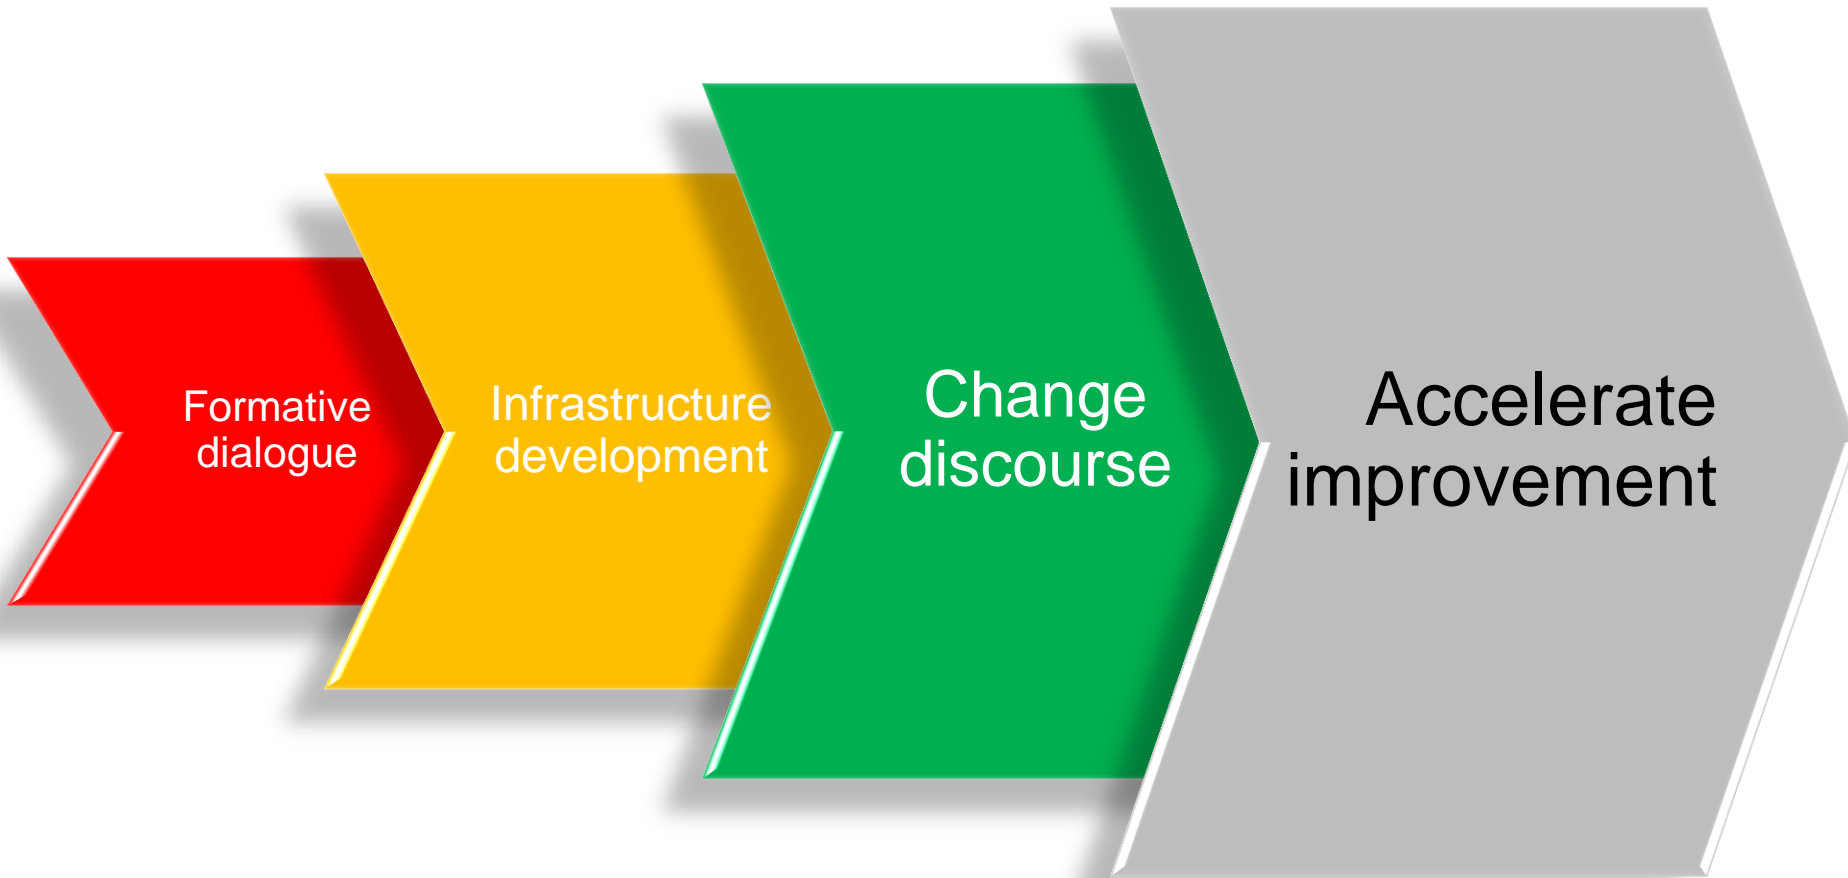 Formative
dialogue
Infrastructure
development
Change
discourse
Accelerate
improvement